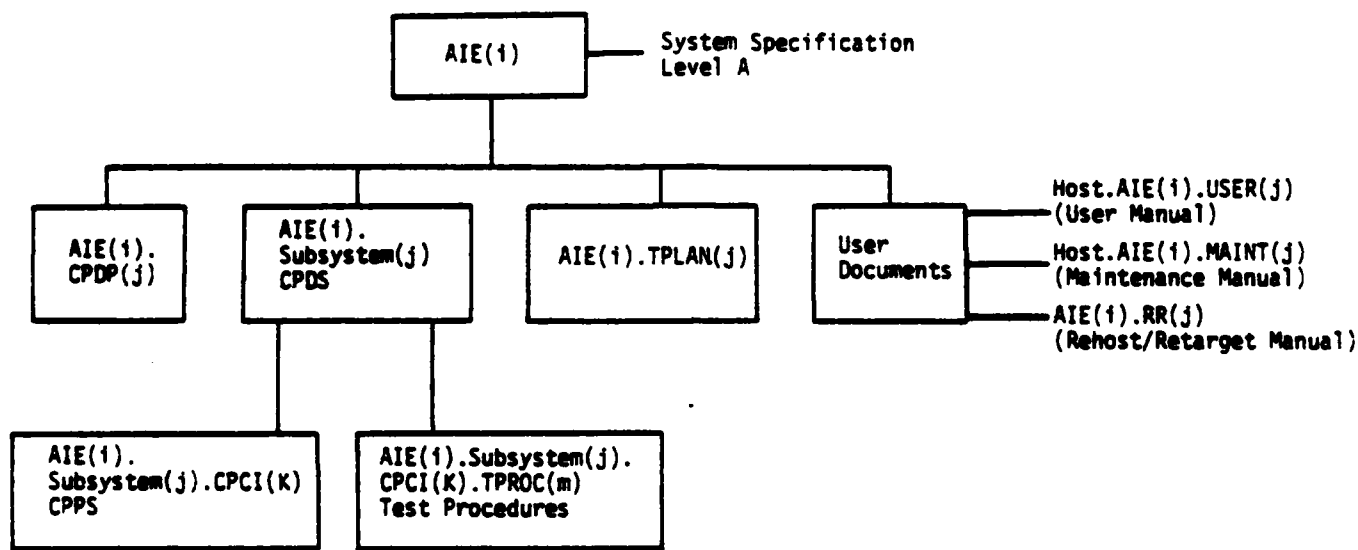 AIE(i)
System Specification
Level A
AIE(i).
CPDP(j)
AIE(i).
Subsystem(j)
CPDS
AIE(i).TPLAN(j)
User
Documents
Host.AIE(i).USER(j)
(User Manual)
Host.AIE(i).MAINT(j)
(Maintenance Manual)
AIE(i).RR(j)
(Rehost/Retarget Manual)
AIE(i).
Subsystem(j).CPCI(K)
CPPS
AIE(i).Subsystem(j).
CPCI(K).TPROC(m)
Test Procedures